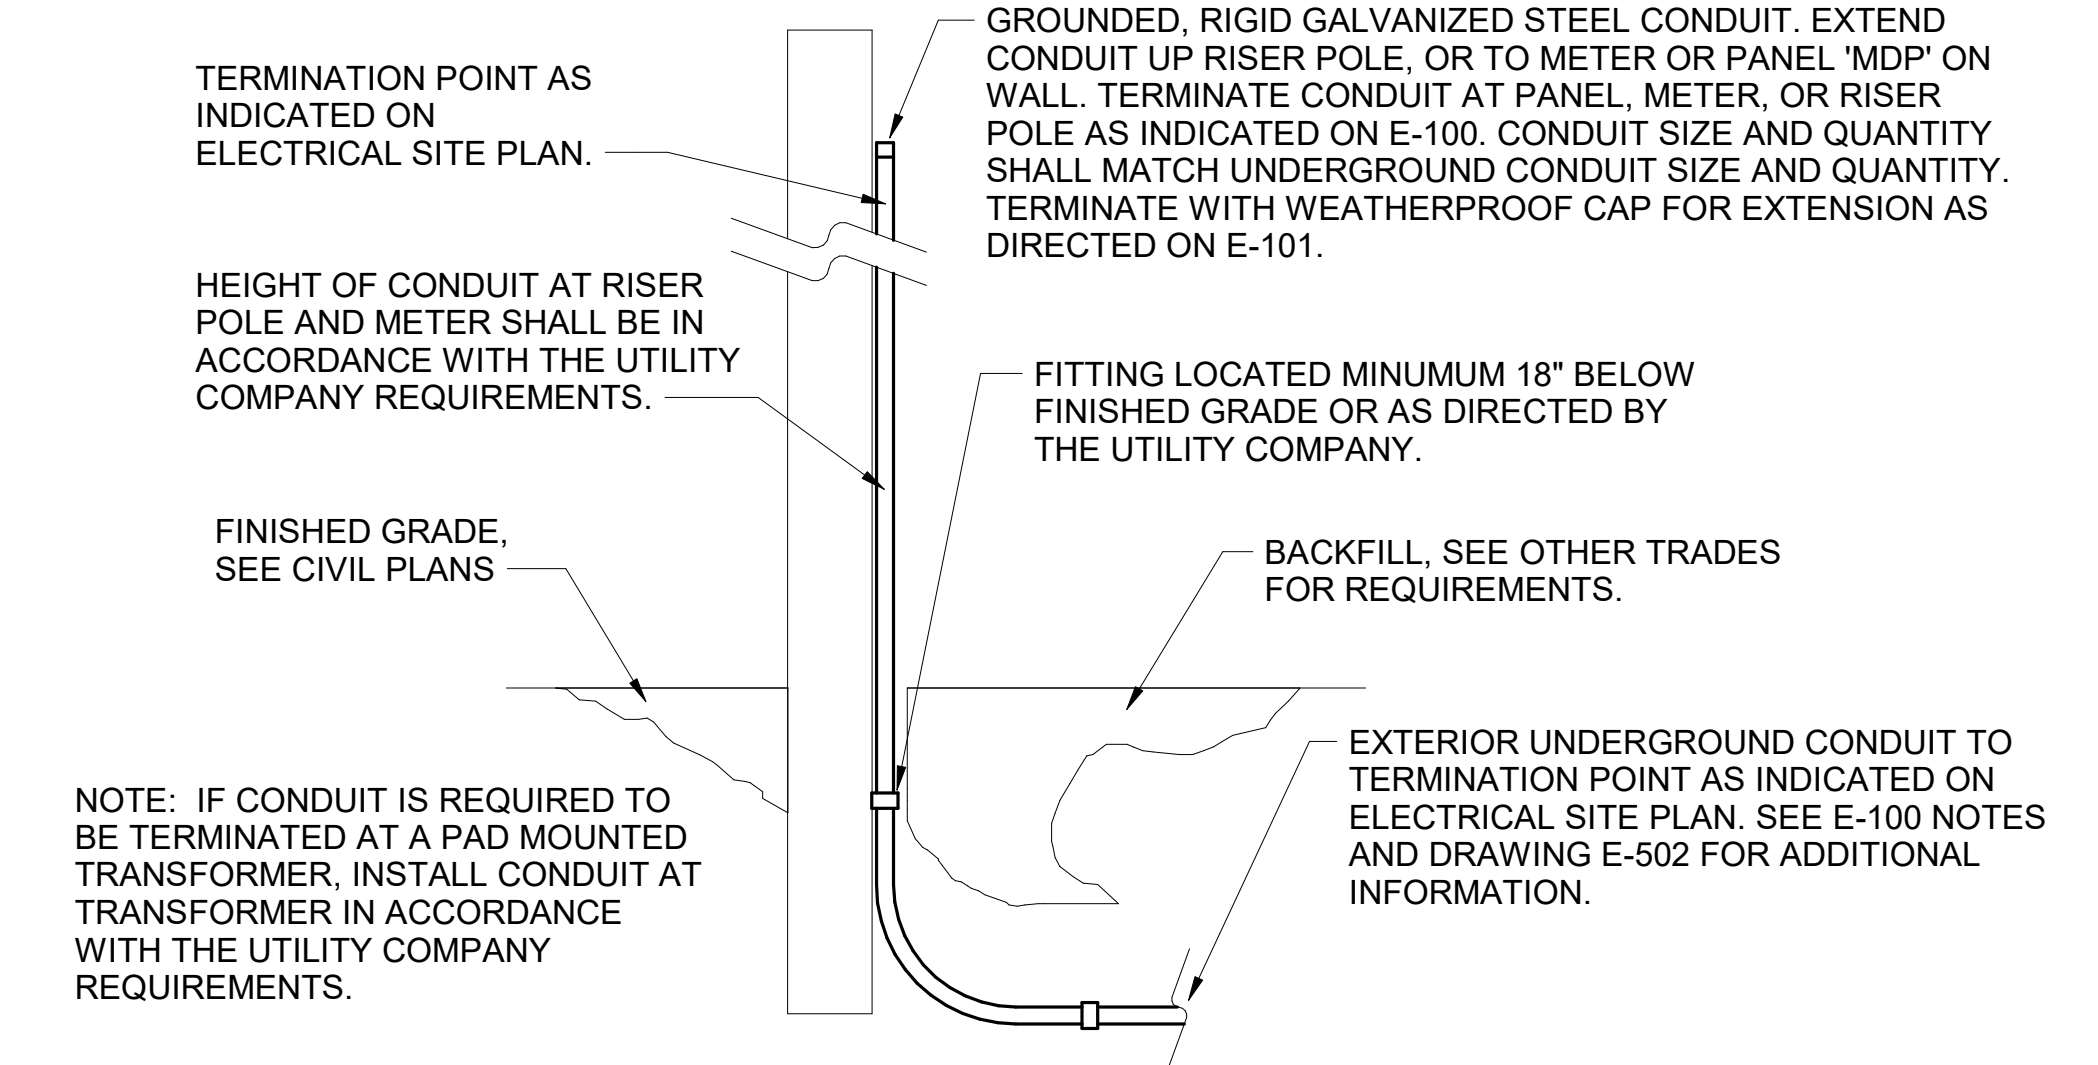 TERMINATION POINT AS
INDICATED ON
ELECTRICAL SITE PLAN.
GROUNDED, RIGID GALVANIZED STEEL CONDUIT. EXTEND
CONDUIT UP RISER POLE, OR TO METER OR PANEL 'MDP' ON
WALL. TERMINATE CONDUIT AT PANEL, METER, OR RISER
POLE AS INDICATED ON E-100. CONDUIT SIZE AND QUANTITY
SHALL MATCH UNDERGROUND CONDUIT SIZE AND QUANTITY.
TERMINATE WITH WEATHERPROOF CAP FOR EXTENSION AS
DIRECTED ON E-101.
HEIGHT OF CONDUIT AT RISER
POLE AND METER SHALL BE IN
ACCORDANCE WITH THE UTILITY
COMPANY REQUIREMENTS.
FITTING LOCATED MINUMUM 18" BELOW
FINISHED GRADE OR AS DIRECTED BY
THE UTILITY COMPANY.
FINISHED GRADE,
SEE CIVIL PLANS
BACKFILL, SEE OTHER TRADES
FOR REQUIREMENTS.
EXTERIOR UNDERGROUND CONDUIT TO
TERMINATION POINT AS INDICATED ON
ELECTRICAL SITE PLAN. SEE E-100 NOTES
AND DRAWING E-502 FOR ADDITIONAL
INFORMATION.
NOTE: IF CONDUIT IS REQUIRED TO
BE TERMINATED AT A PAD MOUNTED
TRANSFORMER, INSTALL CONDUIT AT
TRANSFORMER IN ACCORDANCE
WITH THE UTILITY COMPANY
REQUIREMENTS.